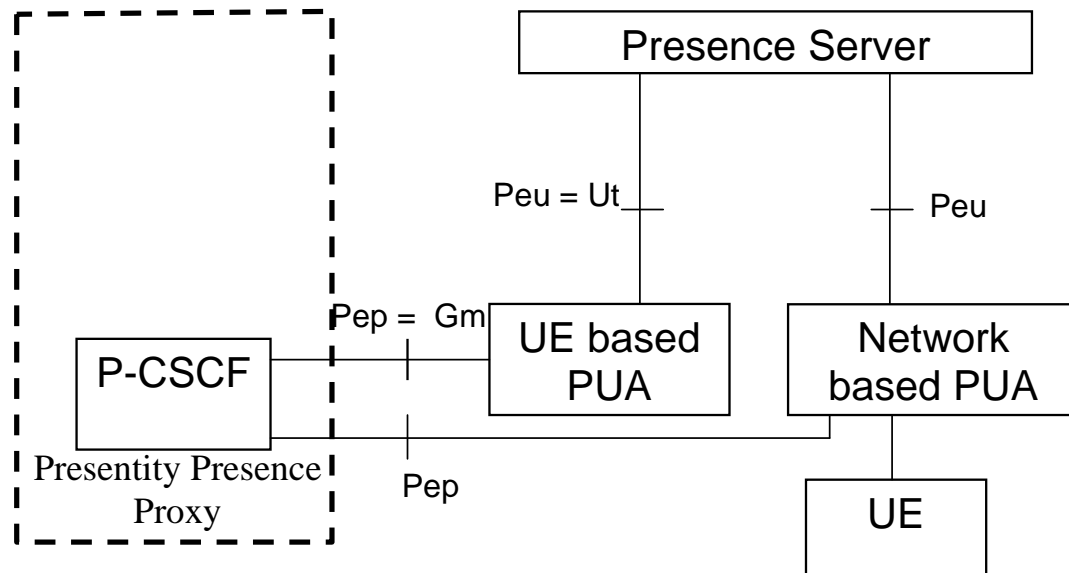 Presence Server
Peu = Ut
Peu
Pep = Gm
UE based
PUA
Network
based PUA
P-CSCF
Presentity Presence
Proxy
Pep
UE